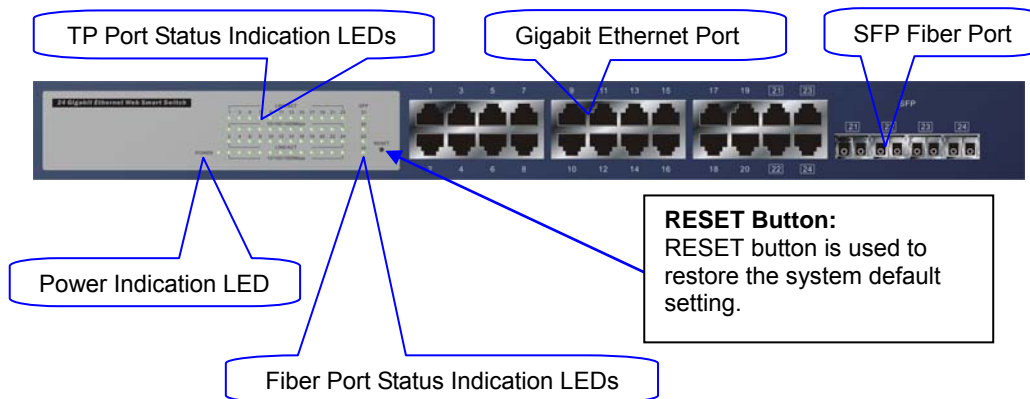 TP Port Status Indication LEDs
Gigabit Ethernet Port
SFP Fiber Port
24 Gigabit Ethernet Web Smart Switch
SFP
POWER
RESET
1 3 5 7
9 11 13 15
17 19 21 23
SFP
21 22 23 24
2 4 6 8
10 12 14 16
18 20 22 24
RESET Button:
RESET button is used to
restore the system default
setting.
Power Indication LED
Fiber Port Status Indication LEDs